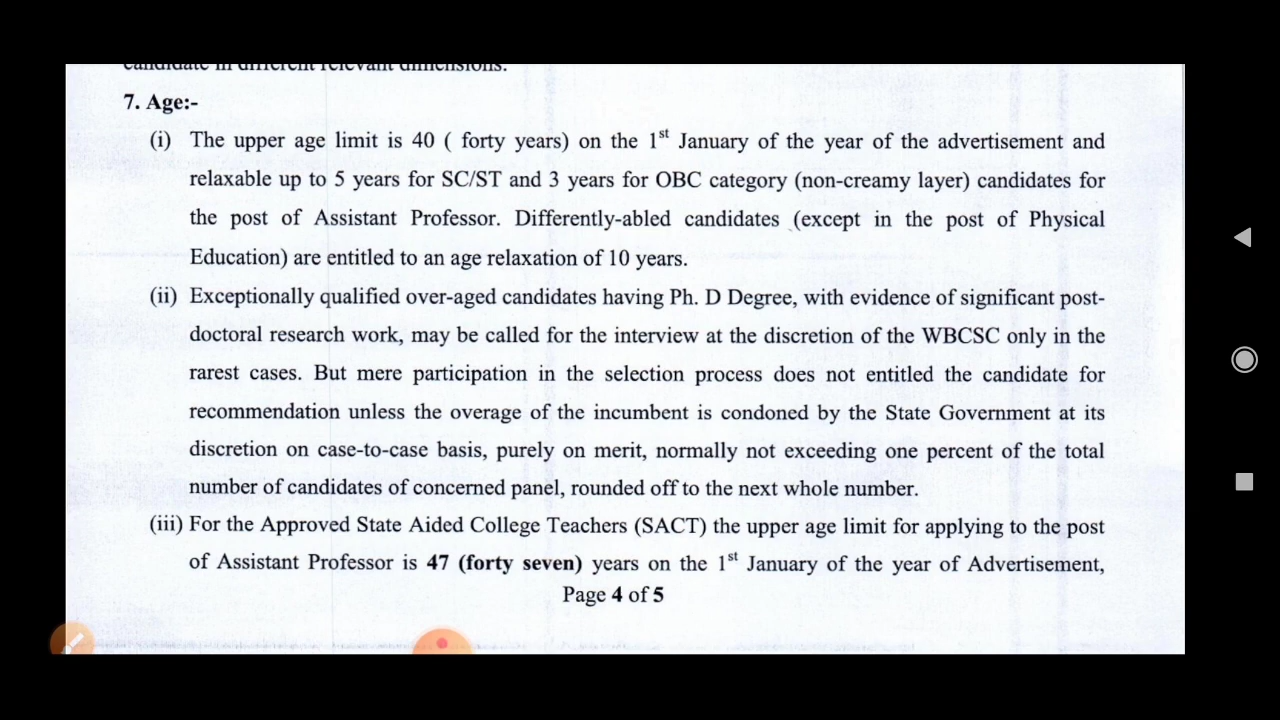 candidate in different relevant dimensions.
7. Age:-
(i) The upper age limit is 40 ( forty years) on the 1st January of the year of the advertisement and
relaxable up to 5 years for SC/ST and 3 years for OBC category (non-creamy layer) candidates for
the post of Assistant Professor. Differently-abled candidates (except in the post of Physical
Education) are entitled to an age relaxation of 10 years.
(ii) Exceptionally qualified over-aged candidates having Ph. D Degree, with evidence of significant post-
doctoral research work, may be called for the interview at the discretion of the WBCSC only in the
rarest cases. But mere participation in the selection process does not entitled the candidate for
recommendation unless the overage of the incumbent is condoned by the State Government at its
discretion on case-to-case basis, purely on merit, normally not exceeding one percent of the total
number of candidates of concerned panel, rounded off to the next whole number.
(iii) For the Approved State Aided College Teachers (SACT) the upper age limit for applying to the post
of Assistant Professor is 47 (forty seven) years on the 1st January of the year of Advertisement,
Page 4 of 5